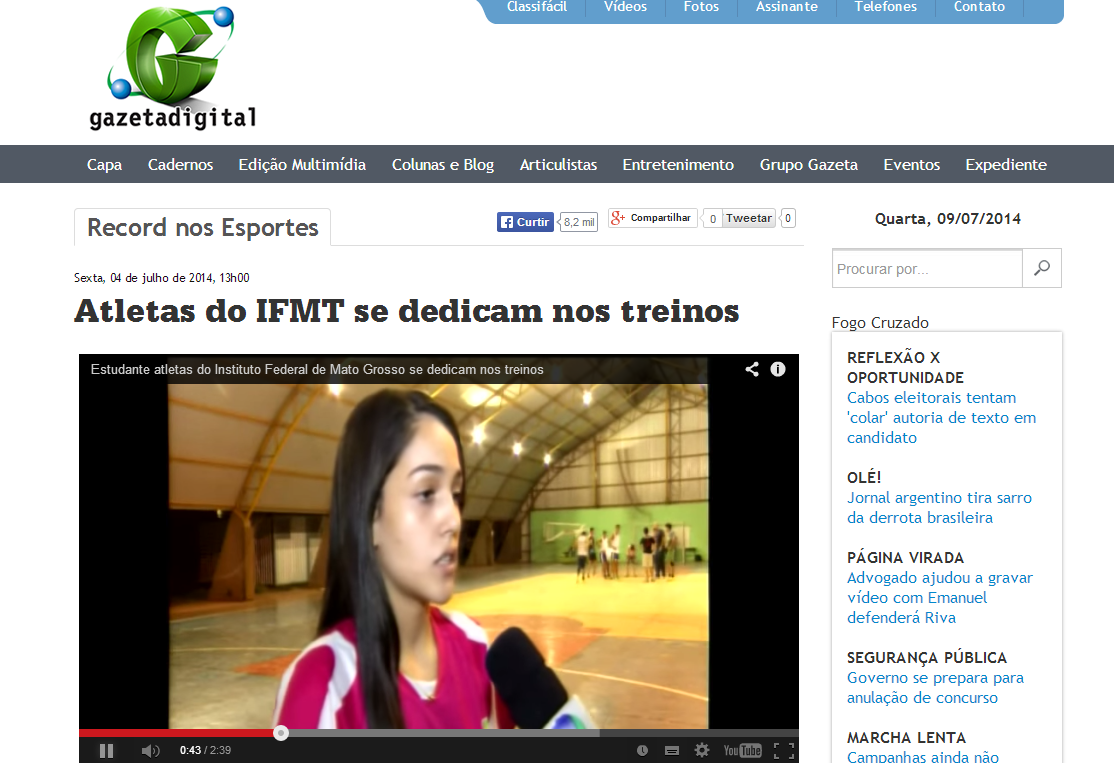 Classifácil Vídeos Fotos Assinante Telefones Contato
gazetadigital
Capa Cadernos Edição Multimídia Colunas e Blog Articulistas Entretenimento Grupo Gazeta Eventos Expediente
Record nos Esportes
Curtir 8,2 mil
Compartilhar 0
Tweetar 0
Sexta, 04 de julho de 2014, 13h00
Atletas do IFMT se dedicam nos treinos
Estudante atletas do Instituto Federal de Mato Grosso se dedicam nos treinos
0:43 / 2:39
YouTube
Quarta, 09/07/2014
Procurar por...
Fogo Cruzado
REFLEXÃO X
OPORTUNIDADE
Cabos eleitorais tentam
'colar' autoria de texto em
candidato
OLÉ!
Jornal argentino tira sarro
da derrota brasileira
PÁGINA VIRADA
Advogado ajudou a gravar
vídeo com Emanuel
defenderá Riva
SEGURANÇA PÚBLICA
Governo se prepara para
anulação de concurso
MARCHA LENTA
Campanhas ainda não